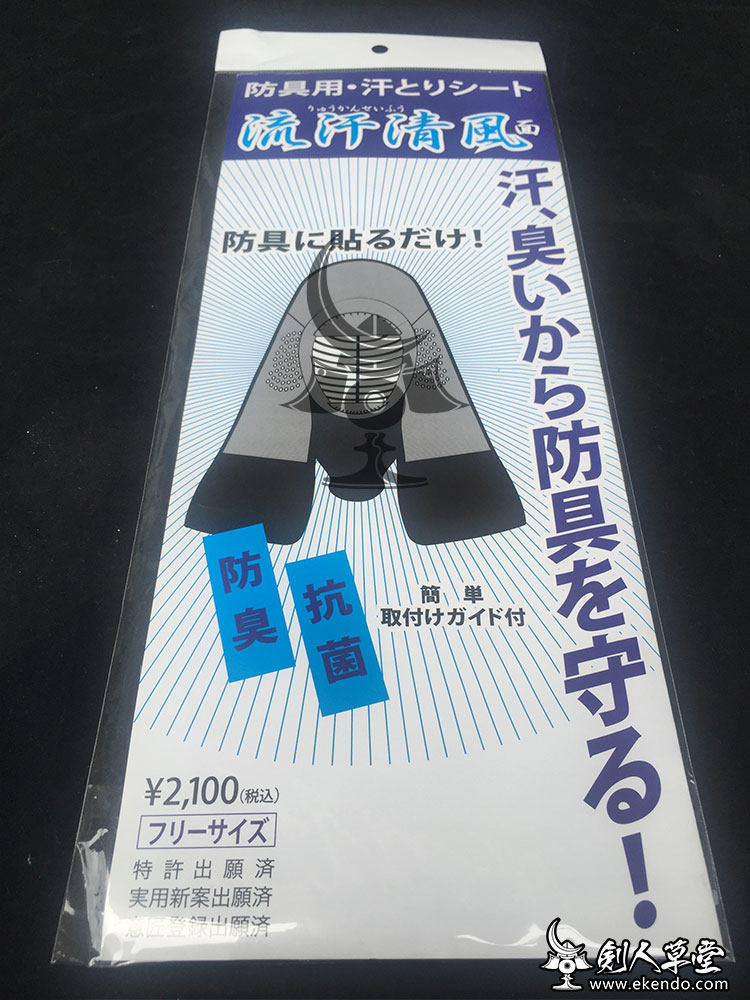 防具用・汗とりシート
りゅうかんせいふう
流汗清風 面
汗、臭いから防具を守る！
防具に貼るだけ！
防臭
抗菌
簡単
取付けガイド付
¥2,100(税込)
フリーサイズ
特許出願済
実用新案出願済
意匠登録出願済
剣人草堂
www.ekendo.com